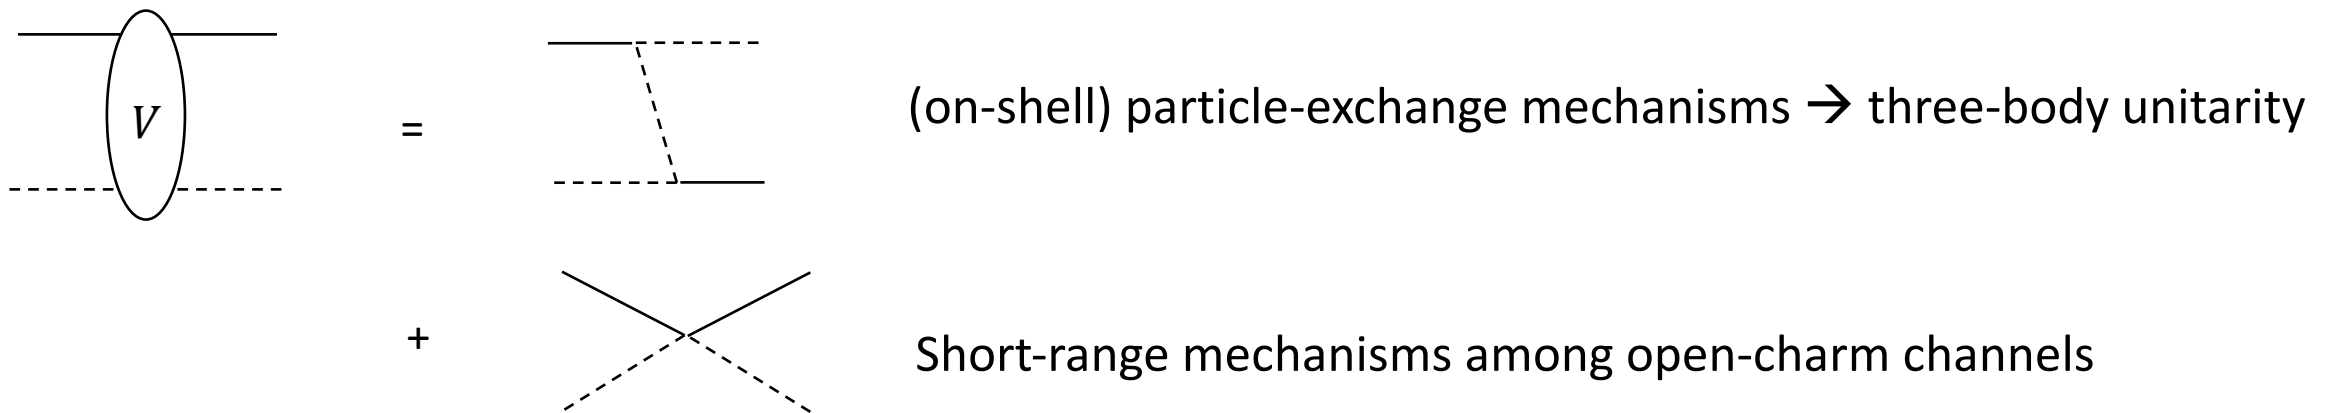 V
=
(on-shell) particle-exchange mechanisms → three-body unitarity
+
Short-range mechanisms among open-charm channels